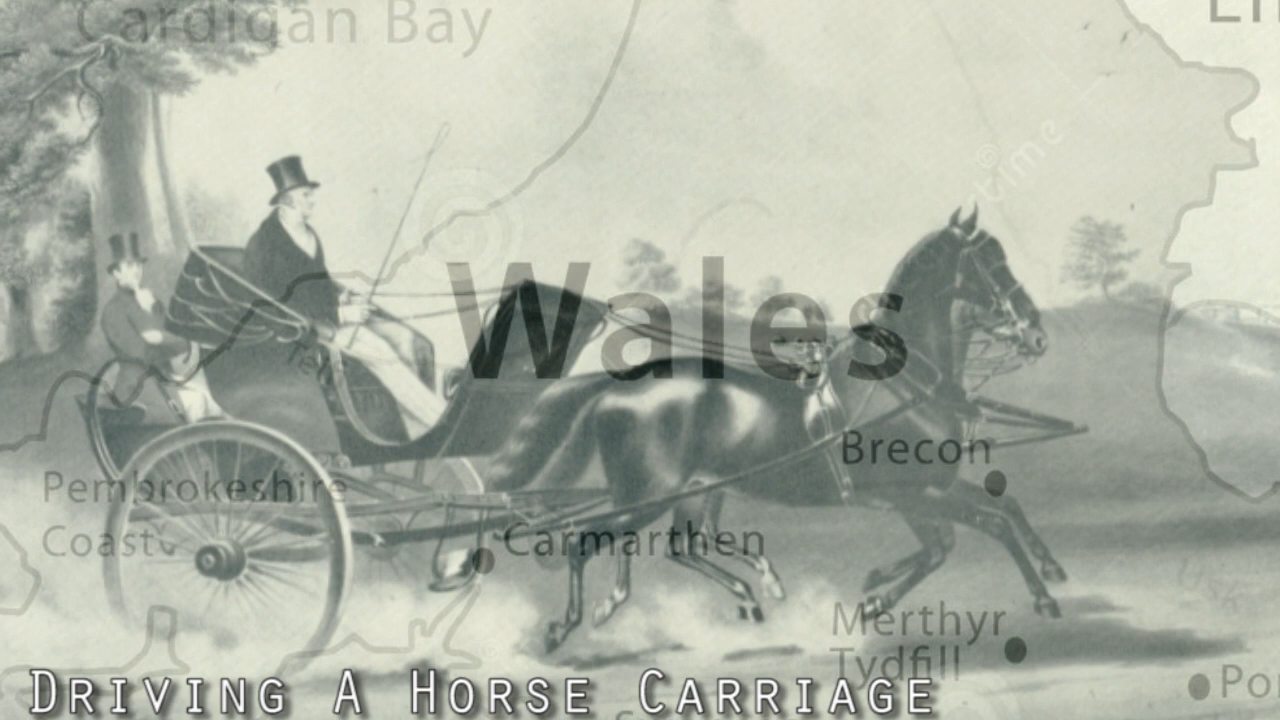 Cardigan Bay
Wales
Brecon
Pembrokeshire
Coast
Carmarthen
Merthyr
Tydfill
DRIVING A HORSE CARRIAGE